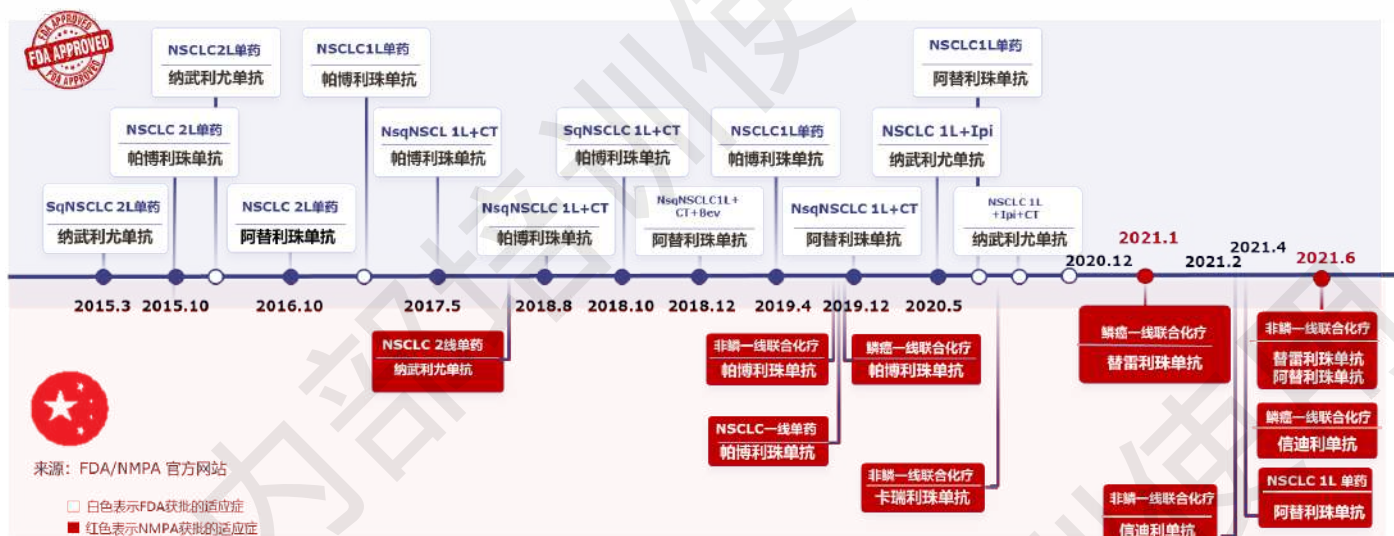 FDA APPROVED
FDA APPROVED
FDA APPROVED
NSCLC2L单药
纳武利尤单抗
NSCLC1L单药
帕博利珠单抗
NSCLC1L单药
阿替利珠单抗
NSCLC 2L单药
帕博利珠单抗
NsqNSCL 1L+CT
帕博利珠单抗
SqNSCLC 1L+CT
帕博利珠单抗
NSCLC1L单药
帕博利珠单抗
NSCLC 1L+Ipi
纳武利尤单抗
SqNSCLC 2L单药
纳武利尤单抗
NSCLC 2L单药
阿替利珠单抗
NsqNSCLC 1L+CT
帕博利珠单抗
NsqNSCLC1L+
CT+Bev
阿替利珠单抗
NsqNSCLC 1L+CT
阿替利珠单抗
NSCLC 1L
+Ipi+CT
纳武利尤单抗
2015.3
2015.10
2016.10
2017.5
2018.8
2018.10
2018.12
2019.4
2019.12
2020.5
2020.12
2021.1
2021.2
2021.4
2021.6
NSCLC 2线单药
纳武利尤单抗
非鳞一线联合化疗
帕博利珠单抗
鳞癌一线联合化疗
帕博利珠单抗
鳞癌一线联合化疗
替雷利珠单抗
非鳞一线联合化疗
替雷利珠单抗
阿替利珠单抗
NSCLC一线单药
帕博利珠单抗
鳞癌一线联合化疗
信迪利单抗
非鳞一线联合化疗
卡瑞利珠单抗
非鳞一线联合化疗
信迪利单抗
NSCLC 1L 单药
阿替利珠单抗
来源：FDA/NMPA 官方网站
白色表示FDA获批的适应症
红色表示NMPA获批的适应症
内部培训使用